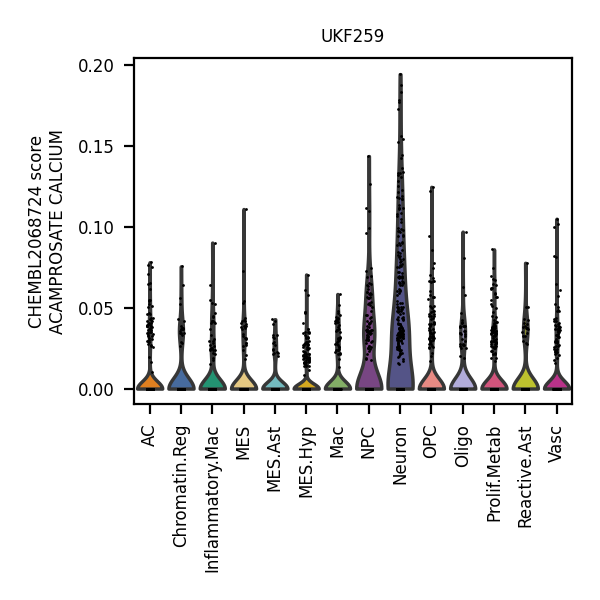 UKF259
CHEMBL2068724 score
ACAMPROSATE CALCIUM
0.20
0.15
0.10
0.05
0.00
AC
Chromatin.Reg
Inflammatory.Mac
MES
MES.Ast
MES.Hyp
Mac
NPC
Neuron
OPC
Oligo
Prolif.Metab
Reactive.Ast
Vasc